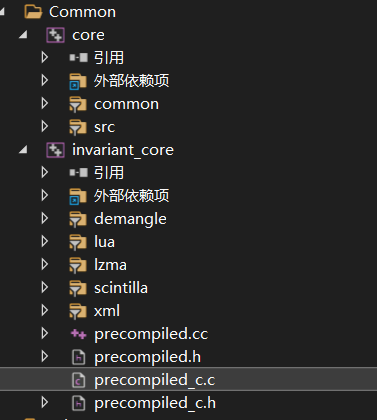 Common
core
引用
外部依赖项
common
src
invariant_core
引用
外部依赖项
demangle
lua
lzma
scintilla
xml
precompiled.cc
precompiled.h
precompiled_c.c
precompiled_c.h